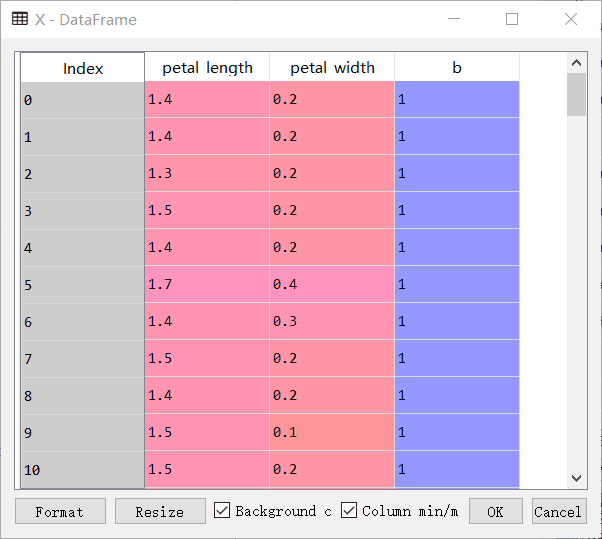 X - DataFrame
Index petal length petal width b
0 1.4 0.2 1
1 1.4 0.2 1
2 1.3 0.2 1
3 1.5 0.2 1
4 1.4 0.2 1
5 1.7 0.4 1
6 1.4 0.3 1
7 1.5 0.2 1
8 1.4 0.2 1
9 1.5 0.1 1
10 1.5 0.2 1
Format Resize Background c Column min/m OK Cancel